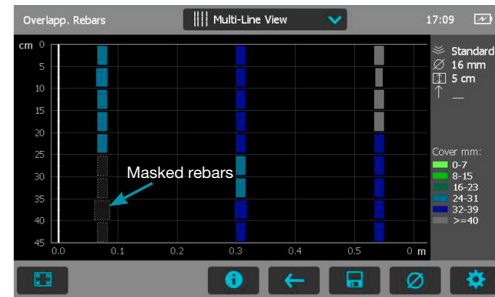 Overlapp. Rebars
Multi-Line View
17:09
cm
0
5
10
15
20
25
30
35
40
45
0.0 0.1 0.2 0.3 0.4 0.5 0 m
Masked rebars
Standard
16 mm
5 cm
__
Cover mm:
0-7
8-15
16-23
24-31
32-39
>=40